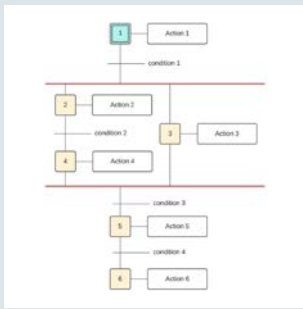 1 Action 1
condition 1
2 Action 2
condition 2
3 Action 3
4 Action 4
condition 3
5 Action 5
condition 4
6 Action 6